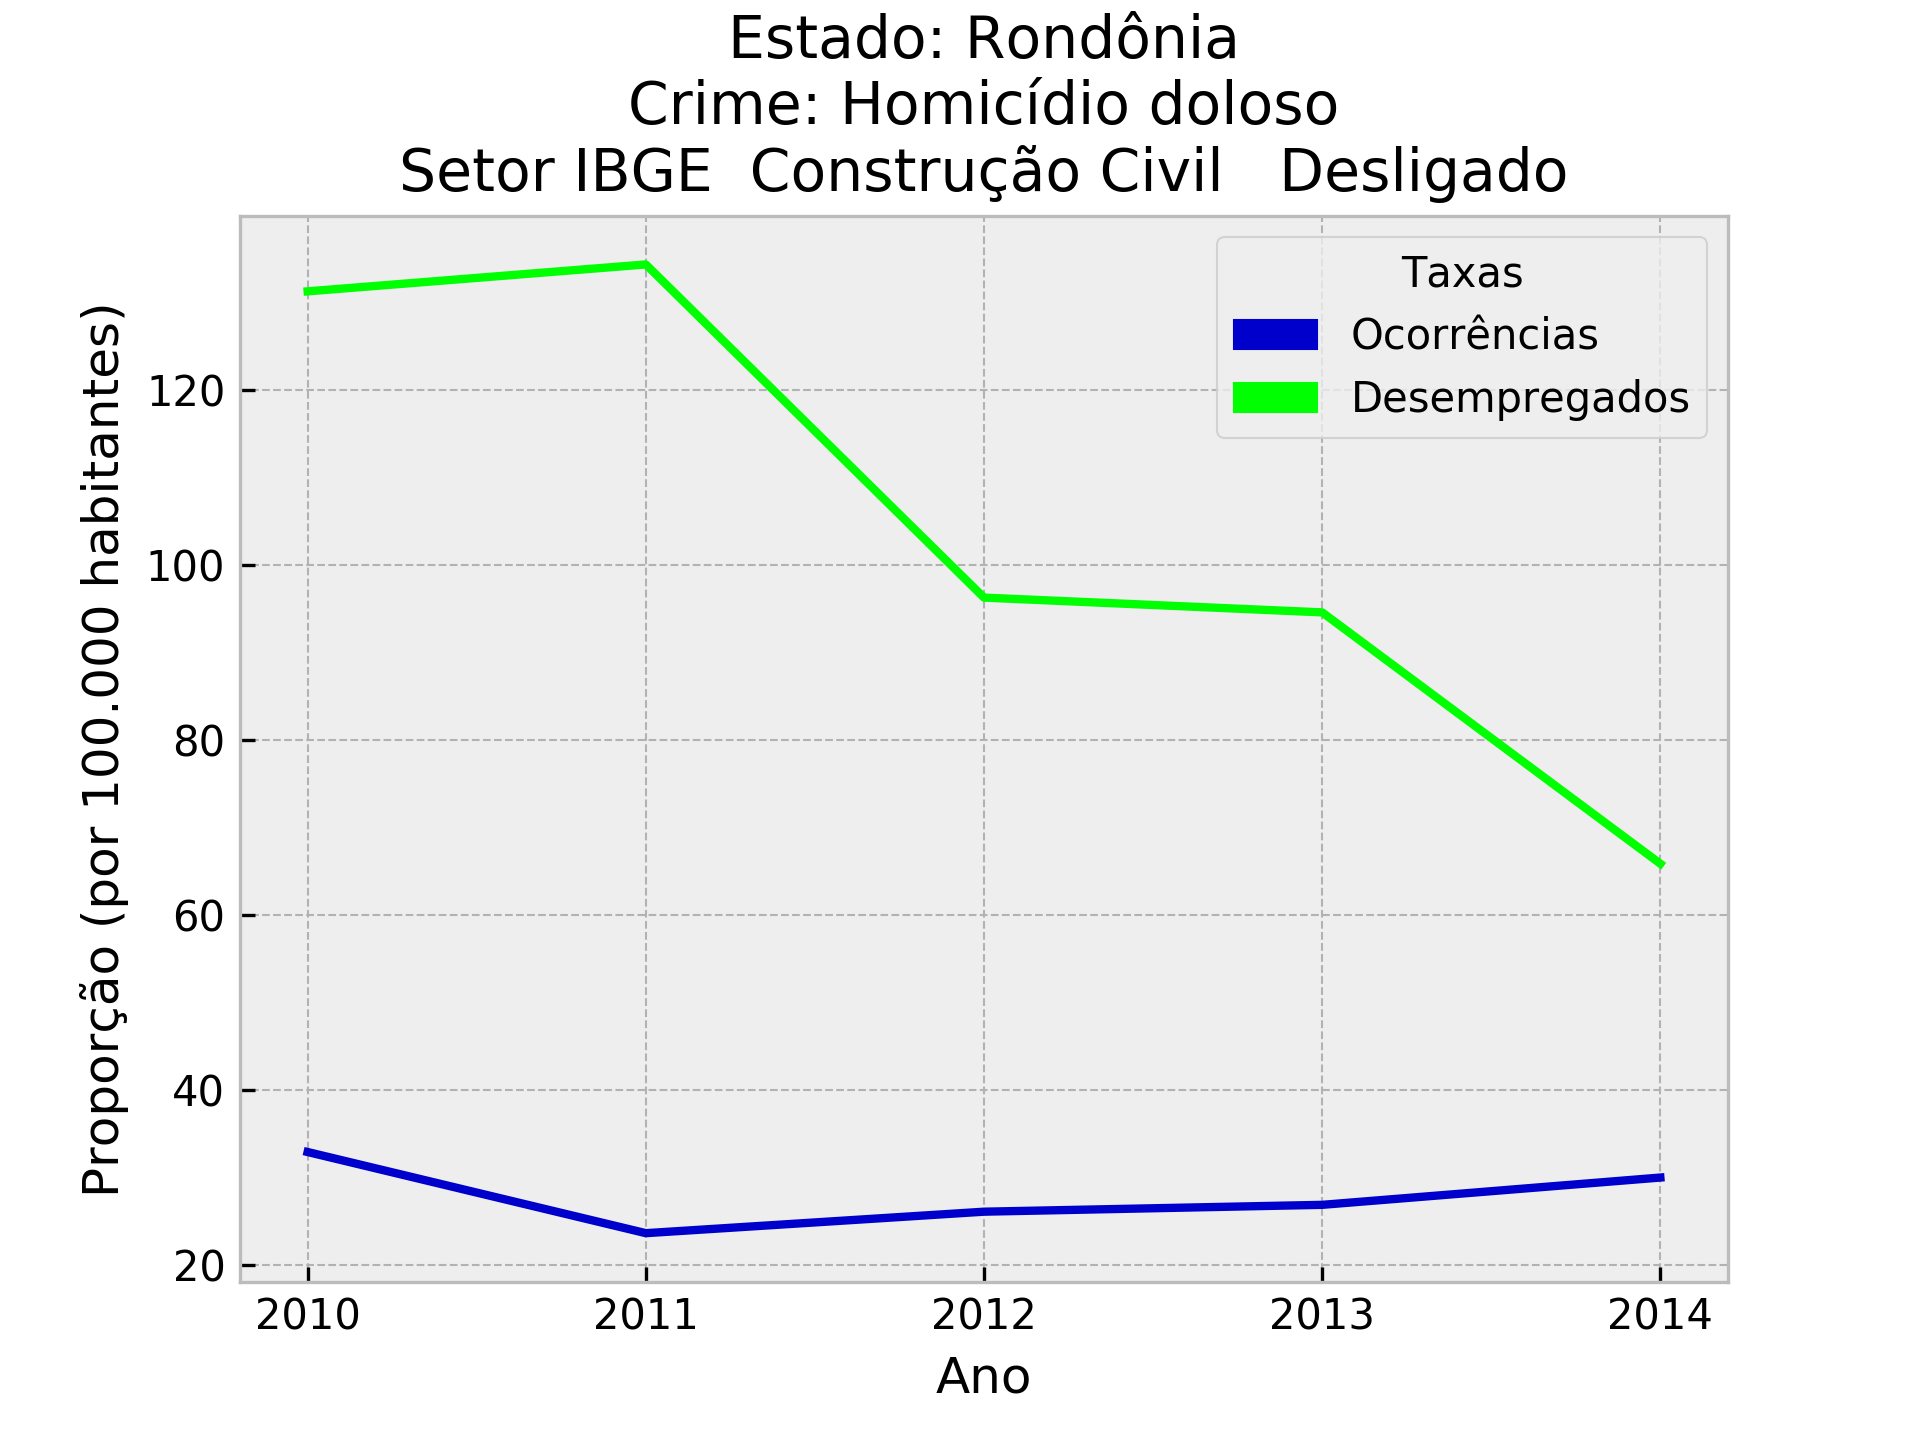 Estado: Rondônia
Crime: Homicídio doloso
Setor IBGE  Construção Civil   Desligado
Taxas
Ocorrências
Desempregados
Proporção (por 100.000 habitantes)
120
100
80
60
40
20
2010 2011 2012 2013 2014
Ano